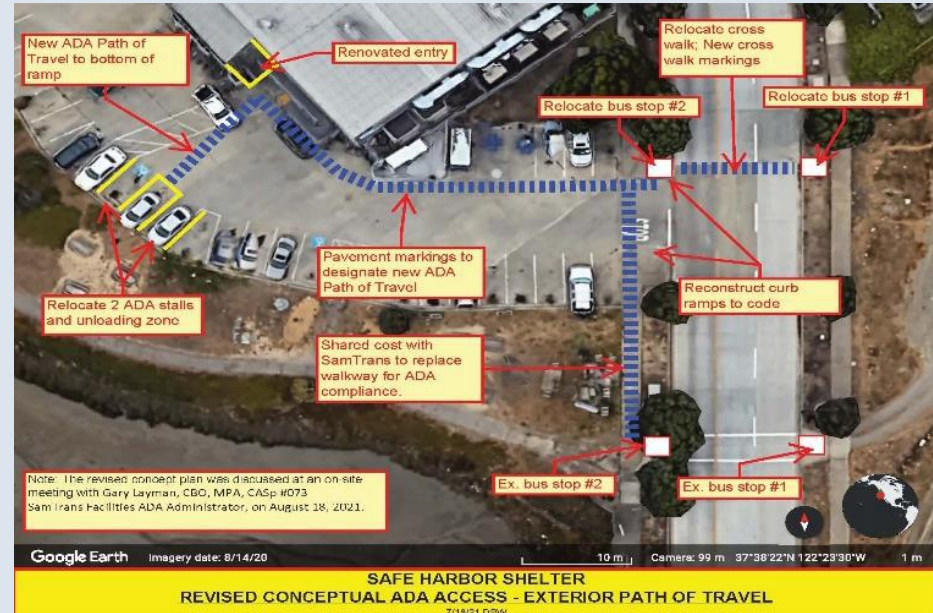 New ADA Path of
Travel to bottom of
ramp
Renovated entry
Relocate cross
walk; New cross
walk markings
Relocate bus stop #2
Relocate bus stop #1
Pavement markings to
designate new ADA
Path of Travel
Reconstruct curb
ramps to code
Relocate 2 ADA stalls
and unloading zone
Shared cost with
SamTrans to replace
walkway for ADA
compliance.
Ex. bus stop #2
Ex. bus stop #1
Note: The revised concept plan was discussed at an on-site
meeting with Gary Layman, CBO, MPA, CASp #073
SamTrans Facilities ADA Administrator, on August 18, 2021.
Google Earth Imagery date: 8/14/20 10 m Camera: 99 m 37°38'22"N 122°23'30"W 1 m
SAFE HARBOR SHELTER
REVISED CONCEPTUAL ADA ACCESS - EXTERIOR PATH OF TRAVEL